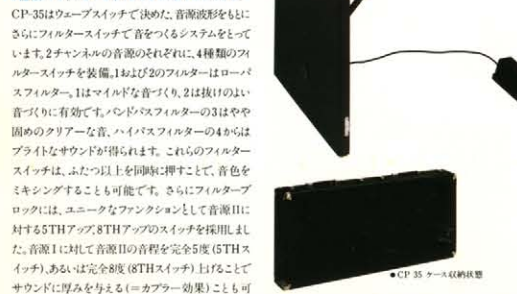 CP-35はウェーブスイッチで決めた、音源波形をもとに
さらにフィルタースイッチで音をつくるシステムをとって
います。2チャンネルの音源のそれぞれに、4種類のフィ
ルタースイッチを装備。1および2のフィルターはローパ
スフィルター。1はマイルドな音づくり、2は抜けのよい
音づくりに有効です。バンドパスフィルターの3はやや
固めのクリアーな音、ハイパスフィルターの4からは
ブライトなサウンドが得られます。これらのフィルター
スイッチは、ふたつ以上を同時に押すことで、音色を
ミキシングすることも可能です。さらにフィルターブ
ロックには、ユニークなファンクションとして音源IIに
対する5THアップ、8THアップのスイッチを採用しまし
た。音源Iに対して音源IIの音程を完全5度(5THス
イッチ)、あるいは完全8度(8THスイッチ)上げることで
サウンドに厚みを与える(=カプラー効果)ことも可
●CP 35 ケース収納状態